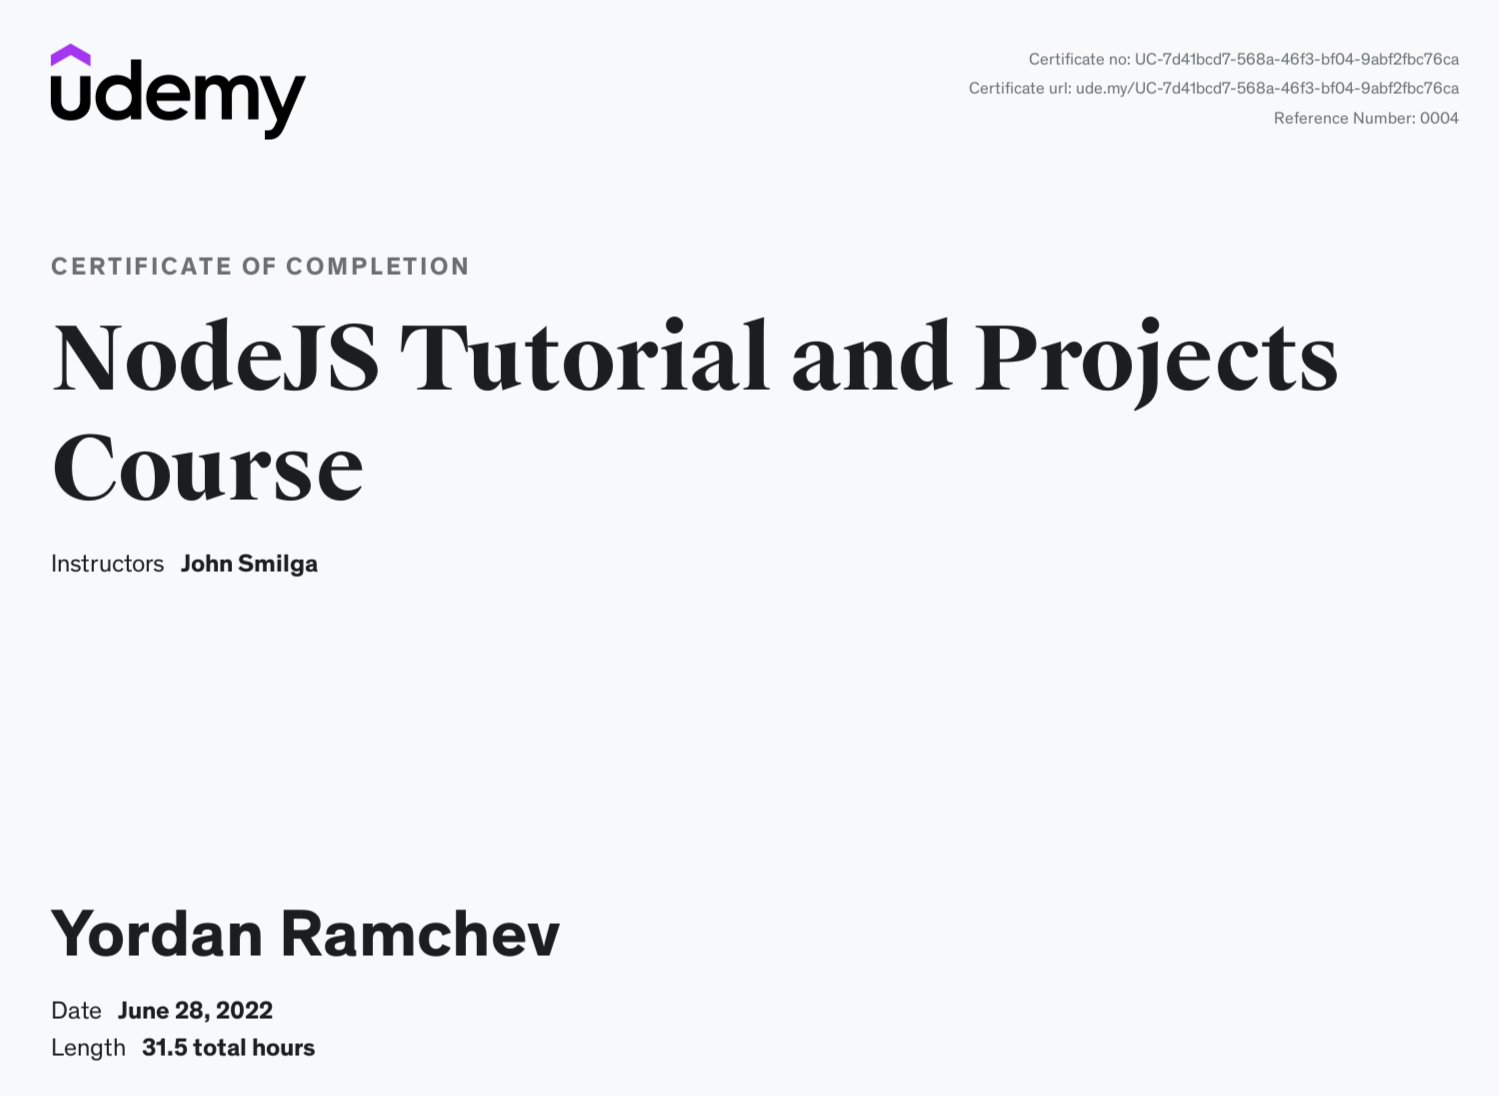 udemy
Certificate no: UC-7d41bcd7-568a-46f3-bf04-9abf2fbc76ca
Certificate url: ude.my/UC-7d41bcd7-568a-46f3-bf04-9abf2fbc76ca
Reference Number: 0004
CERTIFICATE OF COMPLETION
NodeJS Tutorial and Projects
Course
Instructors John Smilga
Yordan Ramchev
Date June 28, 2022
Length 31.5 total hours